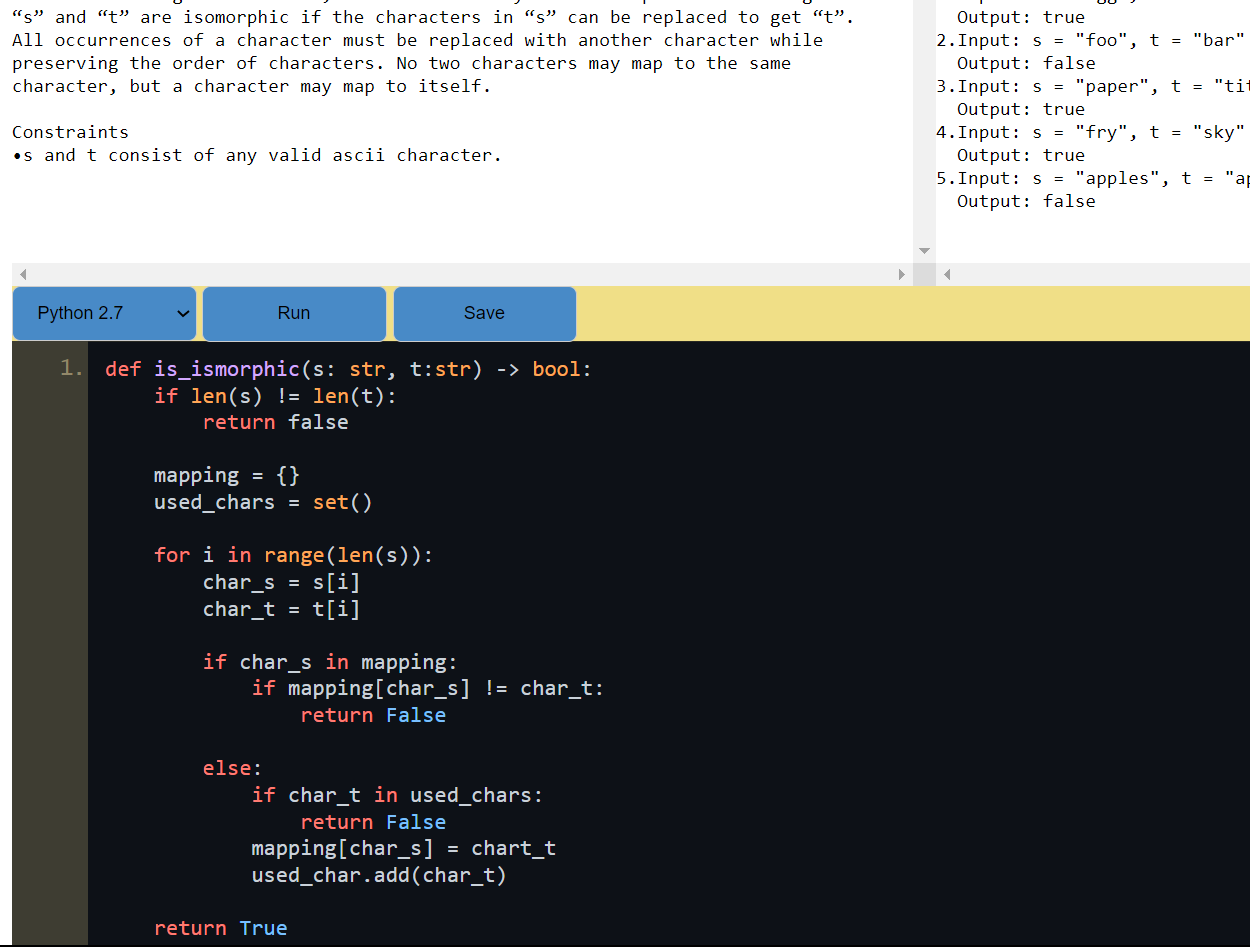 “s” and “t” are isomorphic if the characters in “s” can be replaced to get “t”.
All occurrences of a character must be replaced with another character while
preserving the order of characters. No two characters may map to the same
character, but a character may map to itself.
Constraints
•s and t consist of any valid ascii character.
Output: true
2.Input: s = "foo", t = "bar"
Output: false
3.Input: s = "paper", t = "tit
Output: true
4.Input: s = "fry", t = "sky"
Output: true
5.Input: s = "apples", t = "ap
Output: false
Python 2.7 Run Save
1. def is_ismorphic(s: str, t:str) -> bool:
if len(s) != len(t):
return false
mapping = {}
used_chars = set()
for i in range(len(s)):
char_s = s[i]
char_t = t[i]
if char_s in mapping:
if mapping[char_s] != char_t:
return False
else:
if char_t in used_chars:
return False
mapping[char_s] = chart_t
used_char.add(char_t)
return True